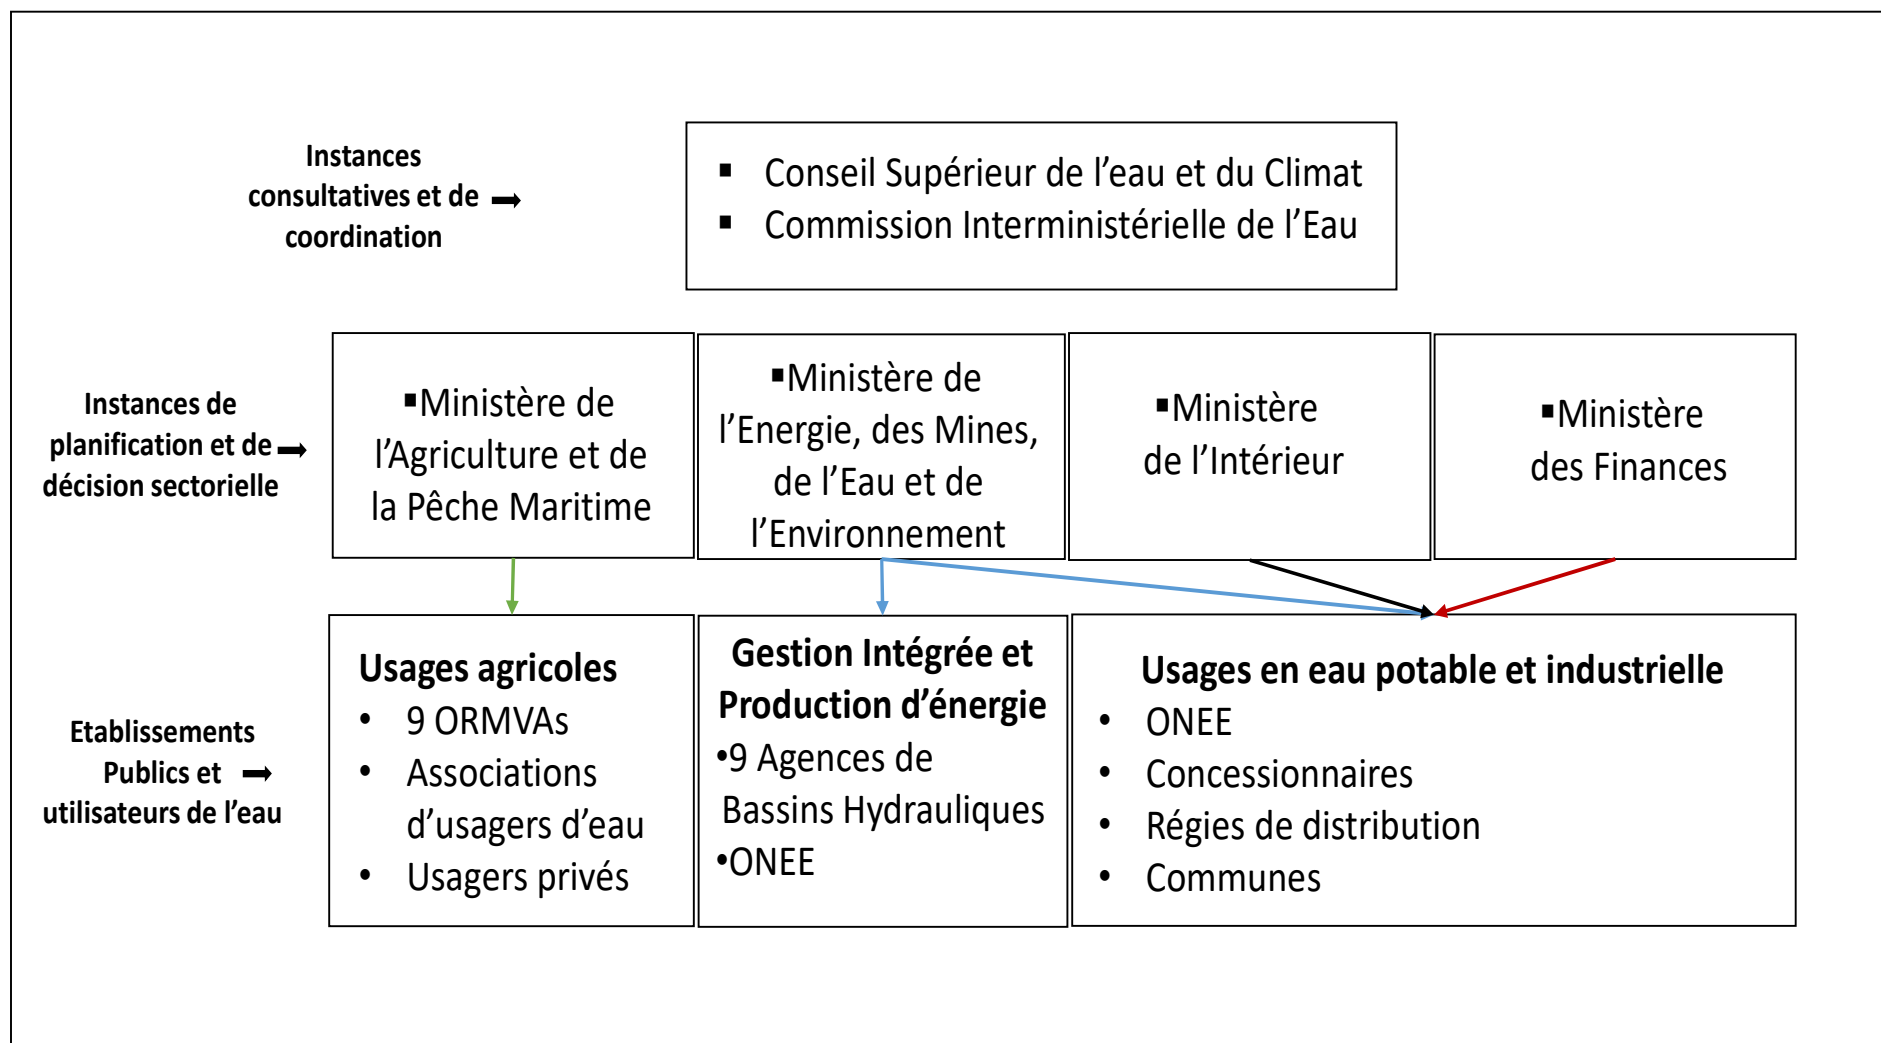 Instances
consultatives et de
coordination
▪ Conseil Supérieur de l’eau et du Climat
▪ Commission Interministérielle de l’Eau
Instances de
planification et de
décision sectorielle
▪Ministère de
l’Agriculture et de
la Pêche Maritime
▪Ministère de
l’Energie, des Mines,
de l’Eau et de
l’Environnement
▪Ministère
de l’Intérieur
▪Ministère
des Finances
Etablissements
Publics et
utilisateurs de l’eau
Usages agricoles
• 9 ORMVAs
• Associations
d’usagers d’eau
• Usagers privés
Gestion Intégrée et
Production d’énergie
•9 Agences de
Bassins Hydrauliques
•ONEE
Usages en eau potable et industrielle
• ONEE
• Concessionnaires
• Régies de distribution
• Communes